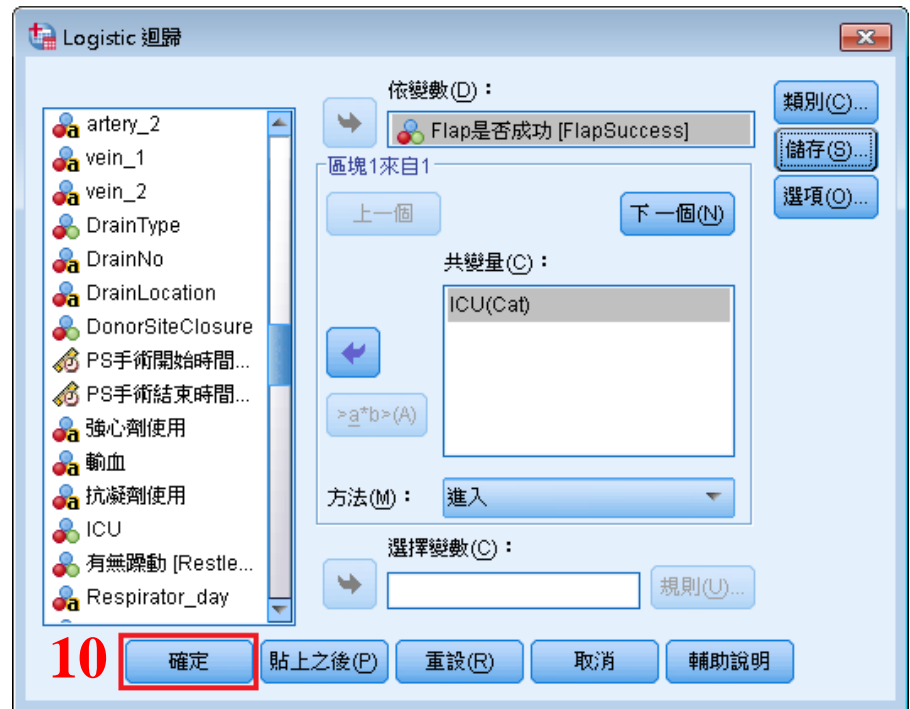 Logistic 迴歸
artery_2
vein_1
vein_2
DrainType
DrainNo
DrainLocation
DonorSiteClosure
PS手術開始時間...
PS手術結束時間...
強心劑使用
輸血
抗凝劑使用
ICU
有無躁動 [Restle...
Respirator_day
依變數(D)：
Flap是否成功 [FlapSuccess]
區塊1來自1
上一個
下一個(N)
共變量(C)：
ICU(Cat)
>a*b>(A)
方法(M)：
進入
選擇變數(C)：
規則(U)...
類別(C)...
儲存(S)...
選項(O)...
10
確定
貼上之後(P)
重設(R)
取消
輔助說明